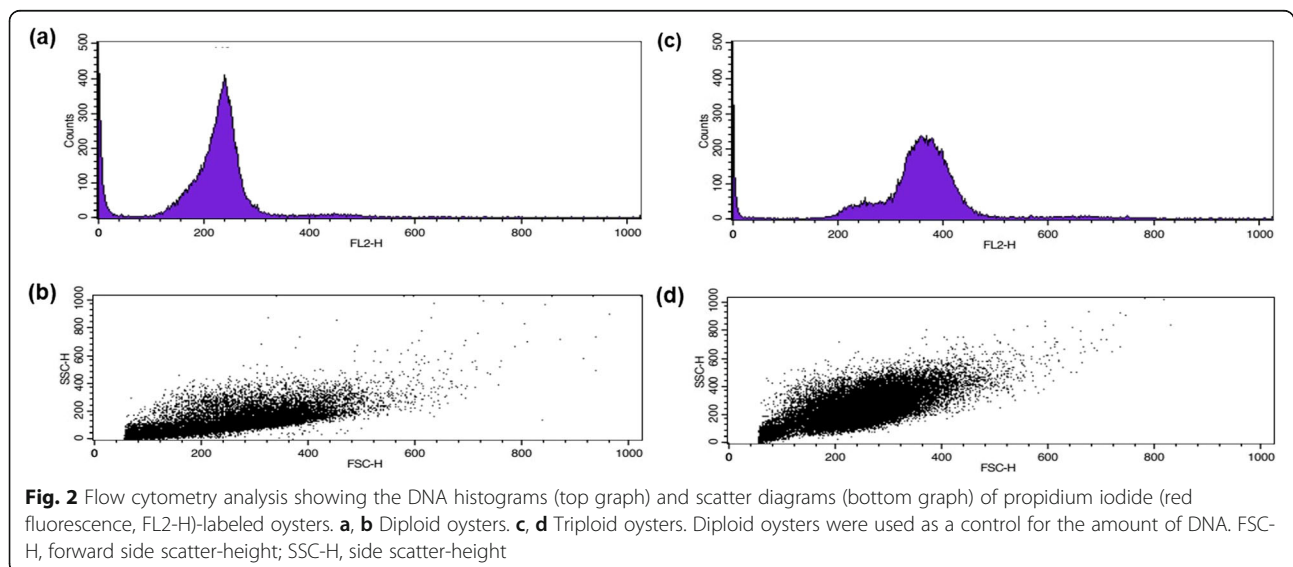 (a)
500
400
300
200
100
0
Counts
0 200 400 600 800 1000
FL2-H
(c)
500
400
300
200
100
0
Counts
0 200 400 600 800 1000
FL2-H
(b)
1000
800
600
400
200
0
SSC-H
0 200 400 600 800 1000
FSC-H
(d)
1000
800
600
400
200
0
SSC-H
0 200 400 600 800 1000
FSC-H
Fig. 2 Flow cytometry analysis showing the DNA histograms (top graph) and scatter diagrams (bottom graph) of propidium iodide (red
fluorescence, FL2-H)-labeled oysters. a, b Diploid oysters. c, d Triploid oysters. Diploid oysters were used as a control for the amount of DNA. FSC-
H, forward side scatter-height; SSC-H, side scatter-height